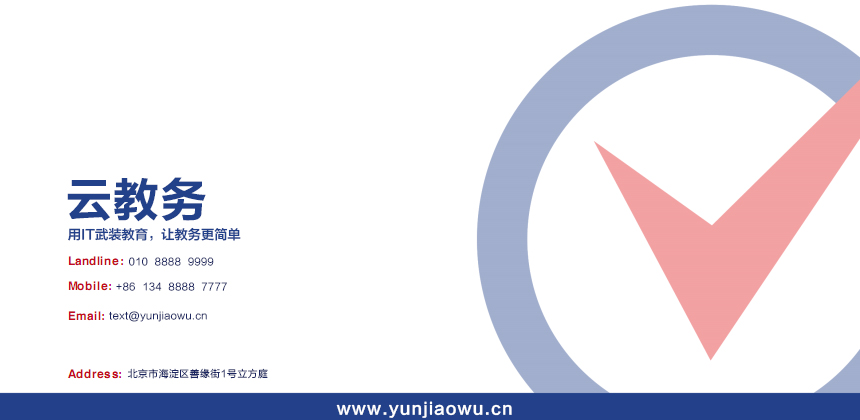 云教务
用IT武装教育，让教务更简单
Landline: 010 8888 9999
Mobile: +86 134 8888 7777
Email: text@yunjiaowu.cn
Address: 北京市海淀区善缘街1号立方庭
www.yunjiaowu.cn